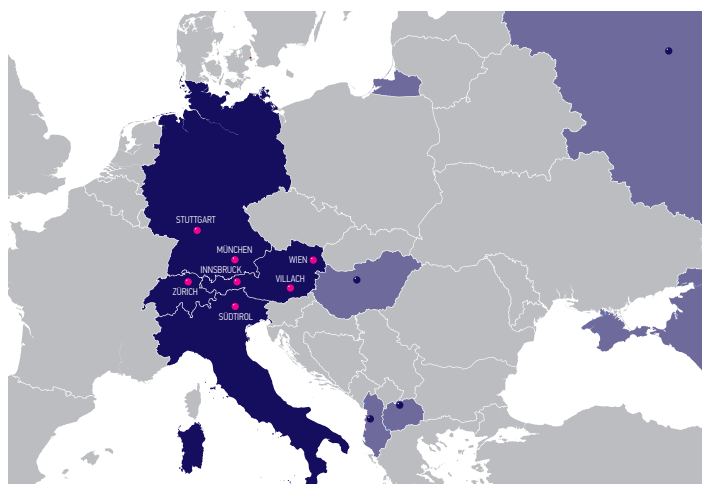 STUTTGART
MÜNCHEN
WIEN
INNSBRUCK
VILLACH
ZÜRICH
SÜDTIROL